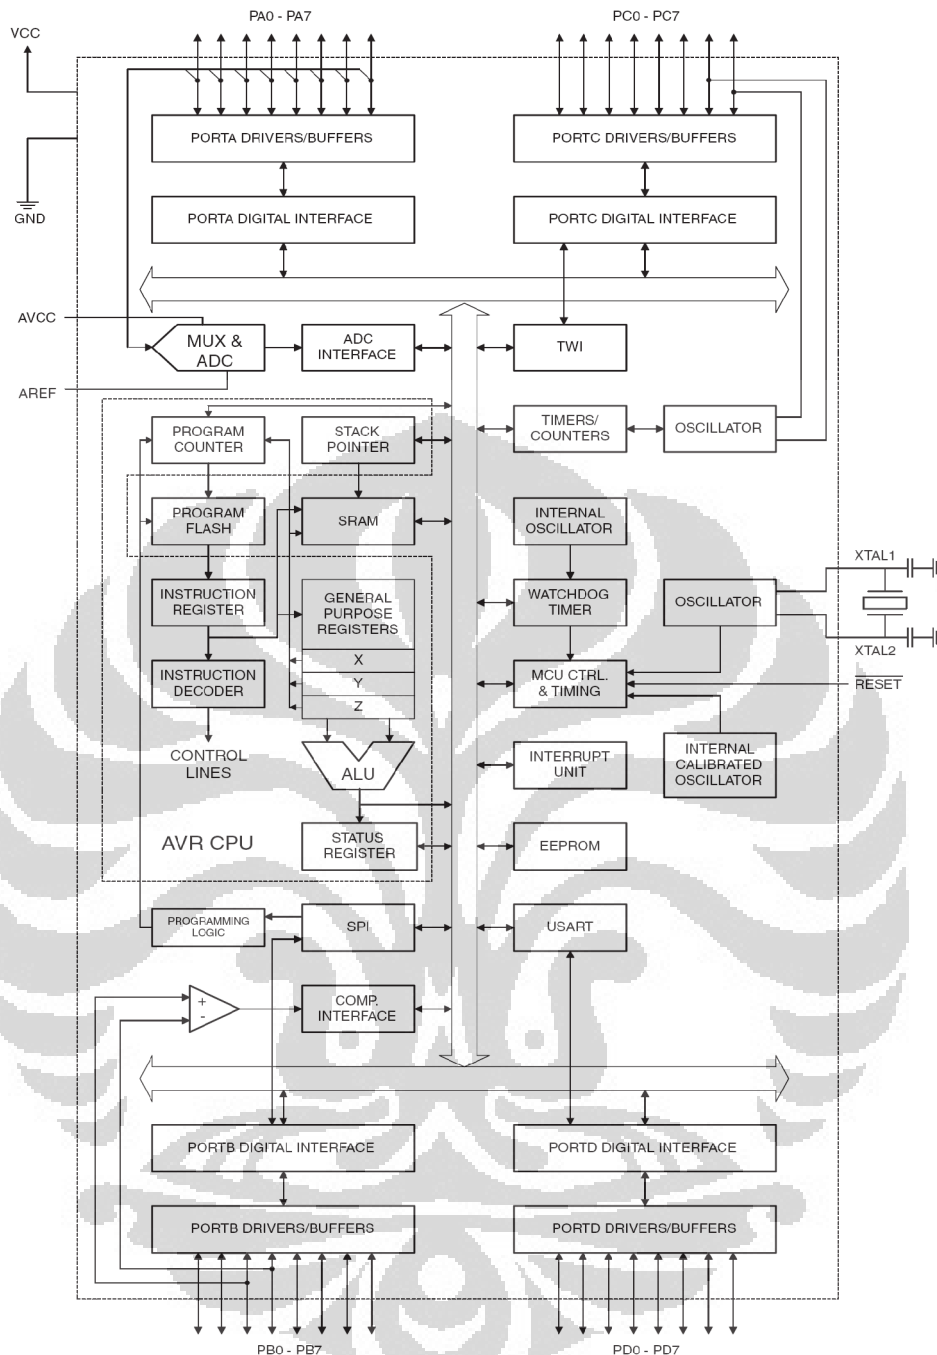 PA0 - PA7
PC0 - PC7
VCC
PORTA DRIVERS/BUFFERS
PORTC DRIVERS/BUFFERS
GND
PORTA DIGITAL INTERFACE
PORTC DIGITAL INTERFACE
AVCC
MUX &
ADC
ADC
INTERFACE
TWI
AREF
PROGRAM
COUNTER
STACK
POINTER
TIMERS/
COUNTERS
OSCILLATOR
PROGRAM
FLASH
SRAM
INTERNAL
OSCILLATOR
XTAL1
INSTRUCTION
REGISTER
GENERAL
PURPOSE
REGISTERS
WATCHDOG
TIMER
OSCILLATOR
XTAL2
X
Y
Z
INSTRUCTION
DECODER
MCU CTRL.
& TIMING
RESET
CONTROL
LINES
ALU
INTERRUPT
UNIT
INTERNAL
CALIBRATED
OSCILLATOR
AVR CPU
STATUS
REGISTER
EEPROM
PROGRAMMING
LOGIC
SPI
USART
+
-
COMP.
INTERFACE
PORTB DIGITAL INTERFACE
PORTD DIGITAL INTERFACE
PORTB DRIVERS/BUFFERS
PORTD DRIVERS/BUFFERS
PB0 - PB7
PD0 - PD7